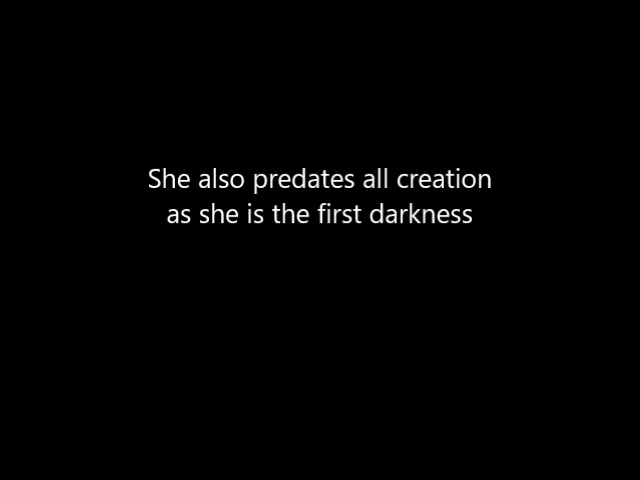 She also predates all creation
as she is the first darkness